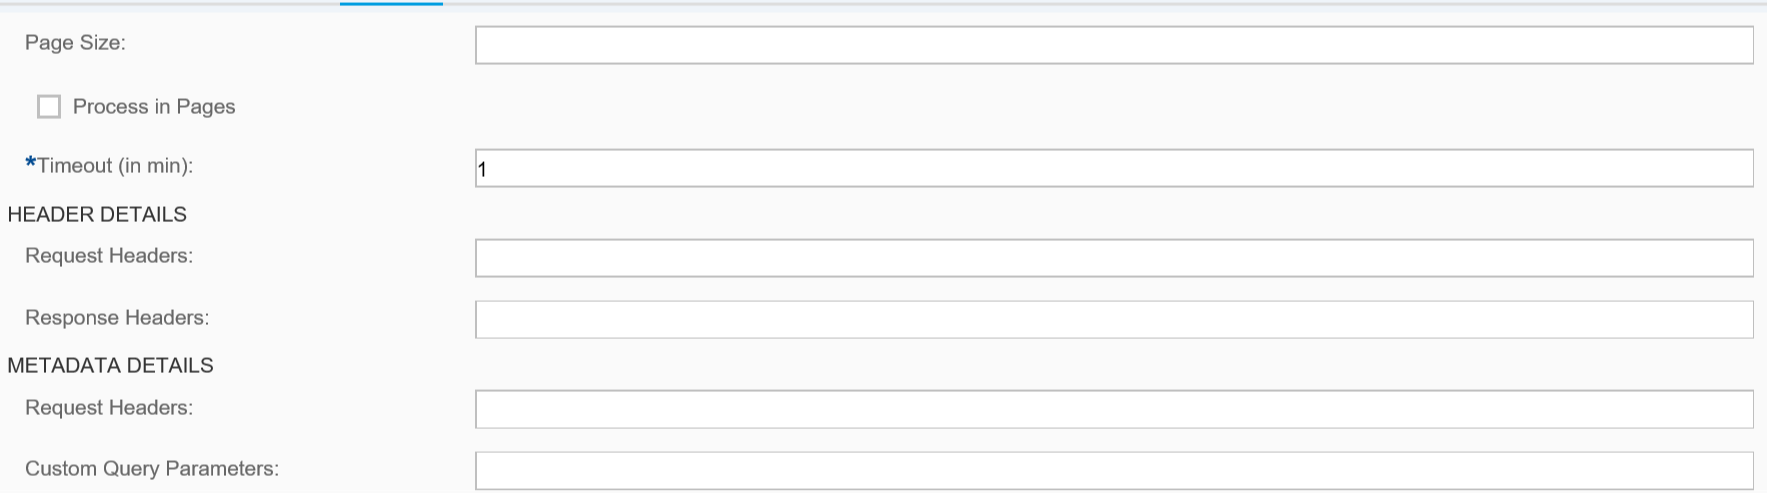 Page Size:
Process in Pages
*Timeout (in min):
1
HEADER DETAILS
Request Headers:
Response Headers:
METADATA DETAILS
Request Headers:
Custom Query Parameters: